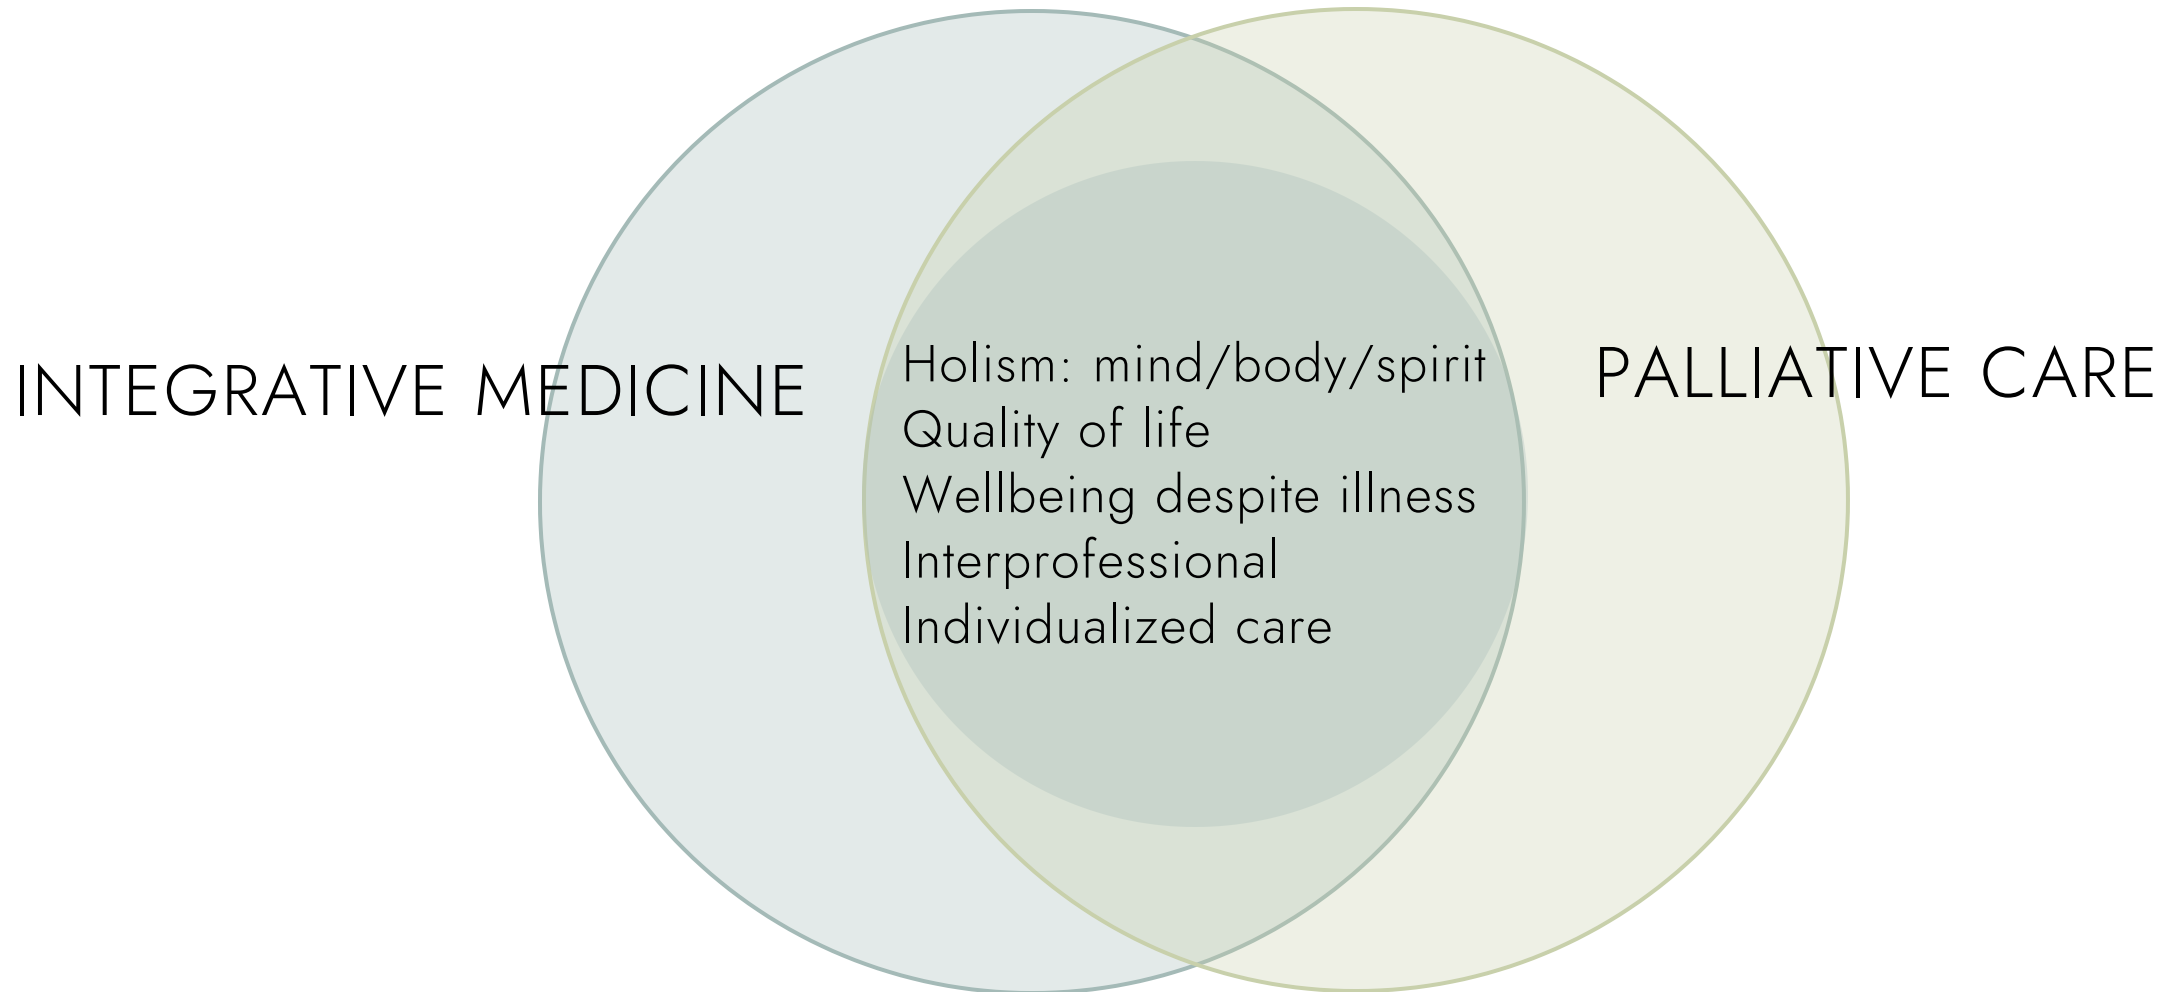 INTEGRATIVE MEDICINE
Holism: mind/body/spirit
Quality of life
Wellbeing despite illness
Interprofessional
Individualized care
PALLIATIVE CARE